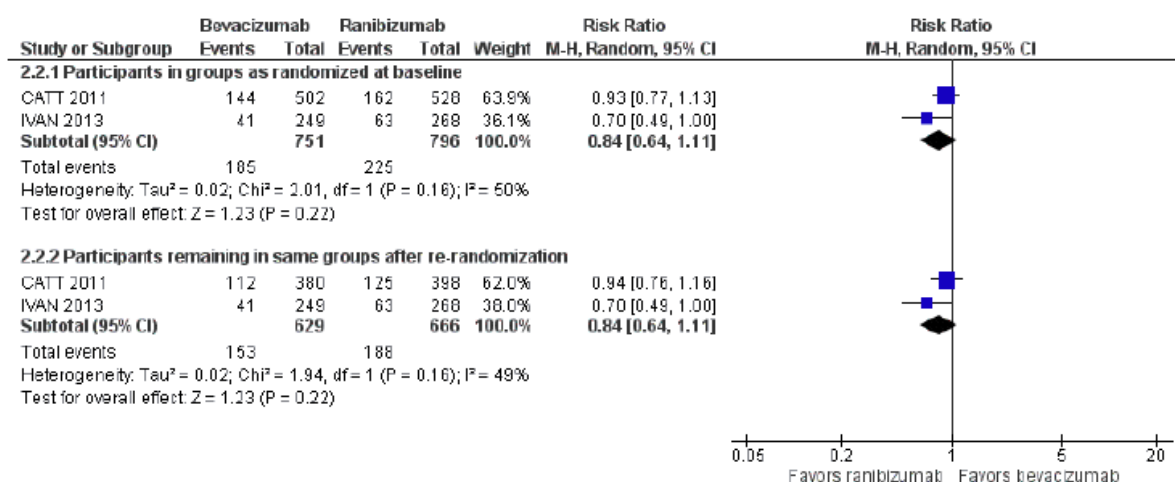 Bevacizumab Ranibizumab Risk Ratio Risk Ratio
Study or Subgroup Events Total Events Total Weight M-H, Random, 95% CI M-H, Random, 95% CI
2.2.1 Participants in groups as randomized at baseline
CATT 2011 144 502 162 528 63.9% 0.93 [0.77, 1.13]
IVAN 2013 41 249 63 268 36.1% 0.70 [0.49, 1.00]
Subtotal (95% CI) 751 796 100.0% 0.84 [0.64, 1.11]
Total events 185 225
Heterogeneity: Tau² = 0.02; Chi² = 2.01, df = 1 (P = 0.16); I² = 50%
Test for overall effect: Z = 1.23 (P = 0.22)
2.2.2 Participants remaining in same groups after re-randomization
CATT 2011 112 380 125 398 62.0% 0.94 [0.76, 1.16]
IVAN 2013 41 249 63 268 38.0% 0.70 [0.49, 1.00]
Subtotal (95% CI) 629 666 100.0% 0.84 [0.64, 1.11]
Total events 153 188
Heterogeneity: Tau² = 0.02; Chi² = 1.94, df = 1 (P = 0.16); I² = 49%
Test for overall effect: Z = 1.23 (P = 0.22)
0.05 0.2 1 5 20
Favors ranibizumab Favors bevacizumab